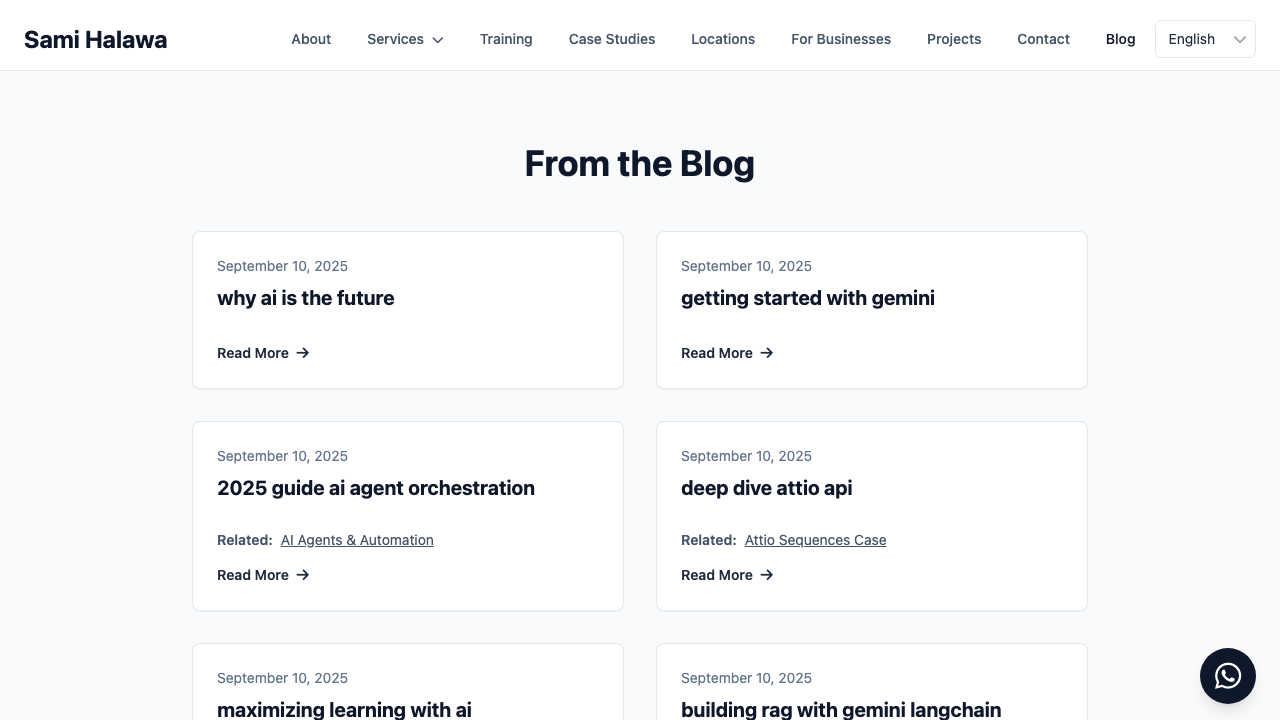 Sami Halawa
About Services Training Case Studies Locations For Businesses Projects Contact Blog English
From the Blog
September 10, 2025
why ai is the future
Read More
September 10, 2025
getting started with gemini
Read More
September 10, 2025
2025 guide ai agent orchestration
Related: AI Agents & Automation
Read More
September 10, 2025
deep dive attio api
Related: Attio Sequences Case
Read More
September 10, 2025
maximizing learning with ai
September 10, 2025
building rag with gemini langchain